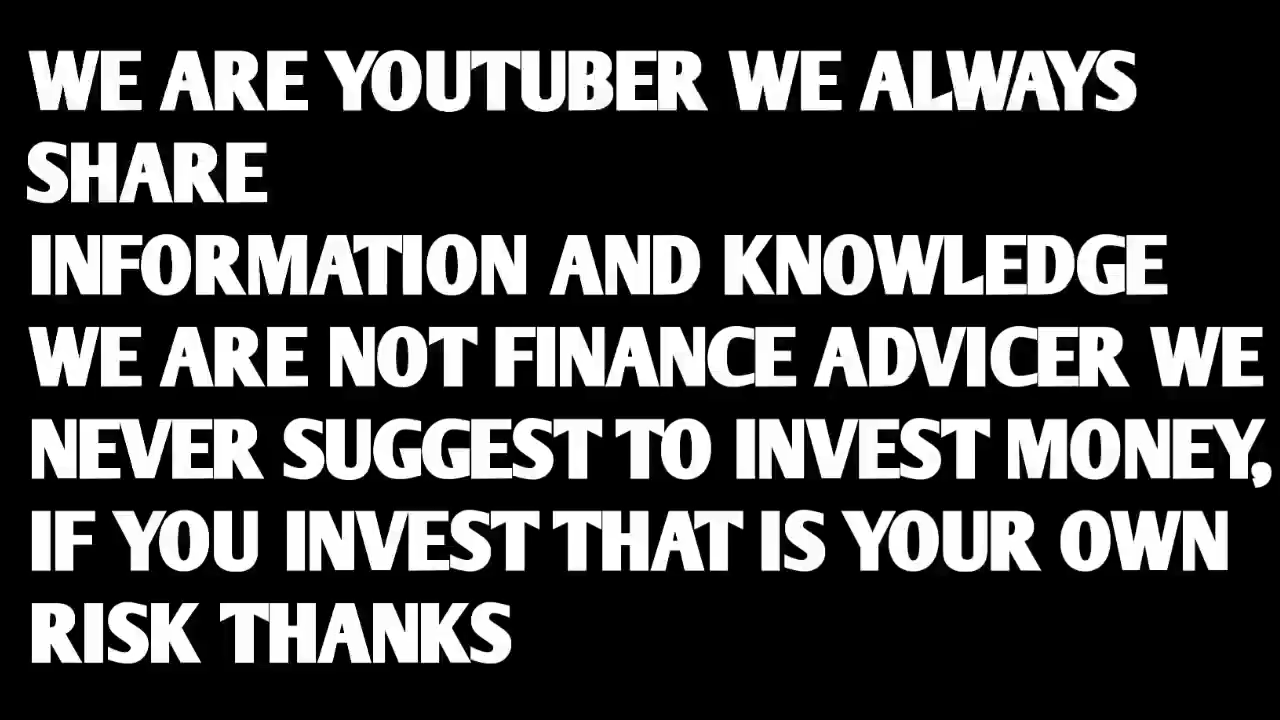 WE ARE YOUTUBER WE ALWAYS
SHARE
INFORMATION AND KNOWLEDGE
WE ARE NOT FINANCE ADVICER WE
NEVER SUGGEST TO INVEST MONEY,
IF YOU INVEST THAT IS YOUR OWN
RISK THANKS